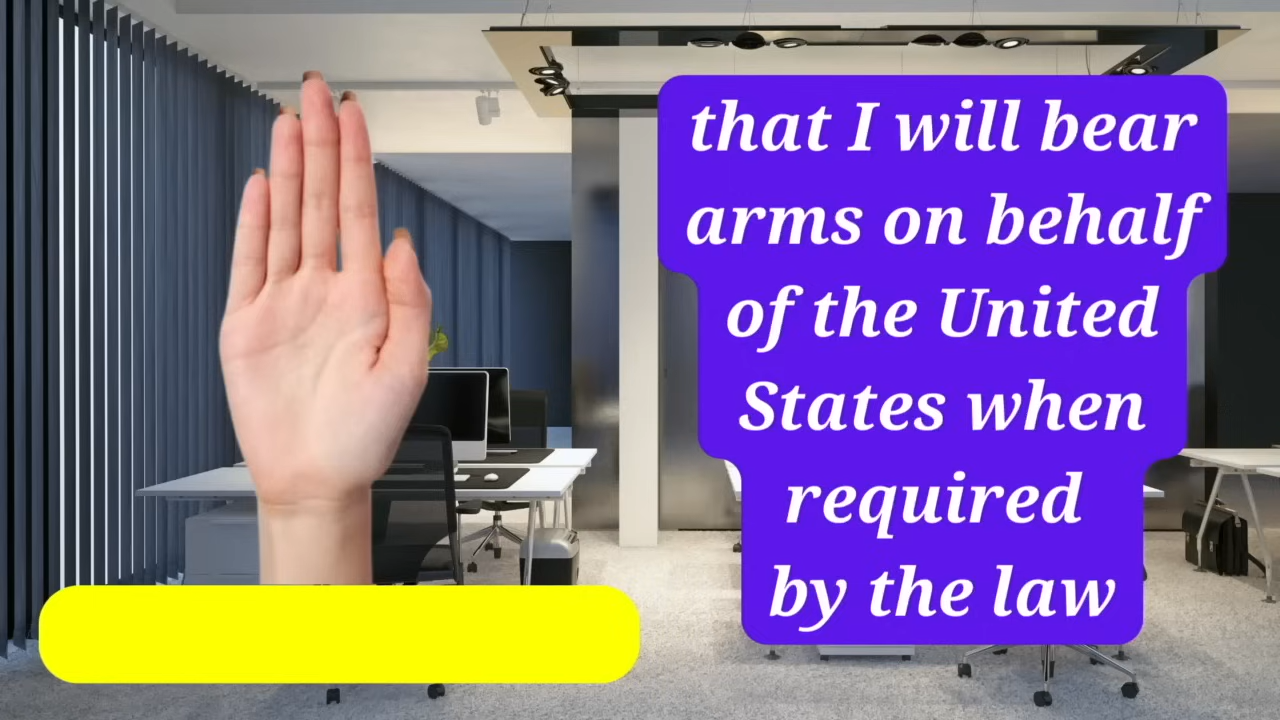 that I will bear
arms on behalf
of the United
States when
required
by the law